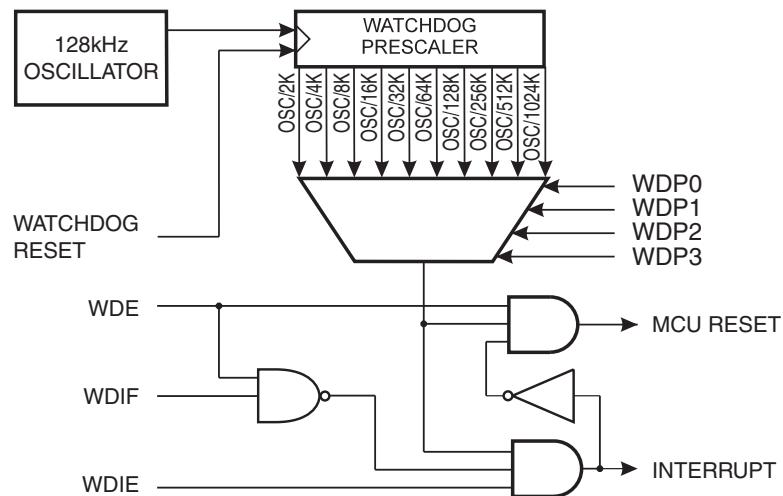 128kHz
OSCILLATOR
WATCHDOG
PRESCALER
OSC/2K
OSC/4K
OSC/8K
OSC/16K
OSC/32K
OSC/64K
OSC/128K
OSC/256K
OSC/512K
OSC/1024K
WATCHDOG
RESET
WDP0
WDP1
WDP2
WDP3
WDE
MCU RESET
WDIF
WDIE
INTERRUPT